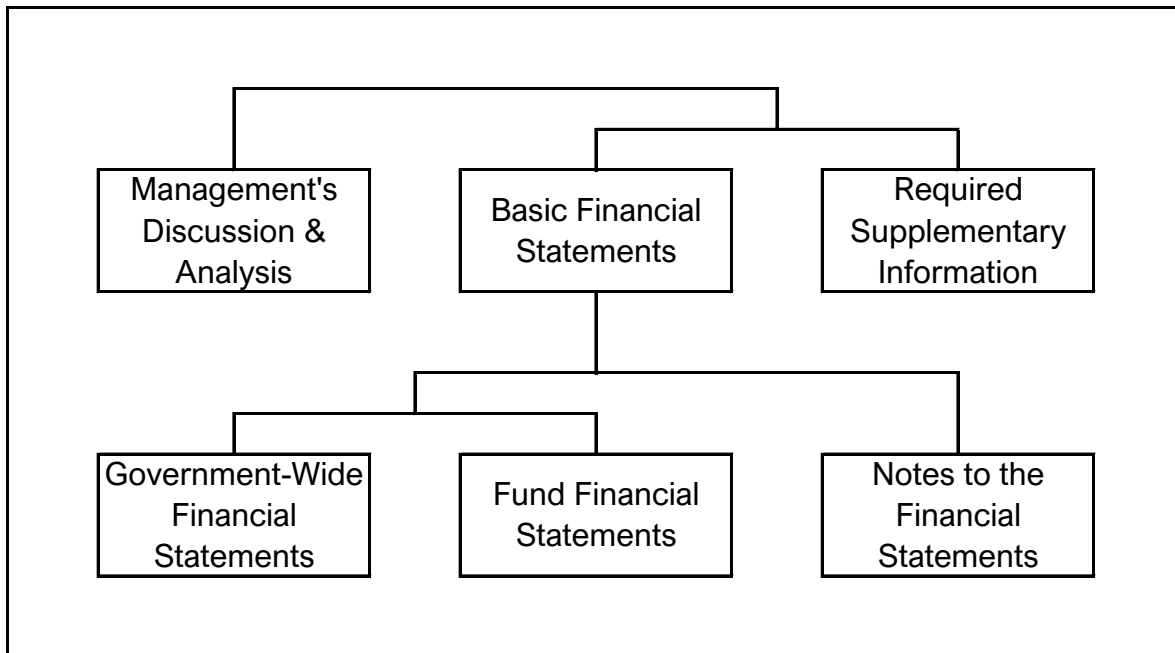 Management's
Discussion &
Analysis
Basic Financial
Statements
Required
Supplementary
Information
Government-Wide
Financial
Statements
Fund Financial
Statements
Notes to the
Financial
Statements